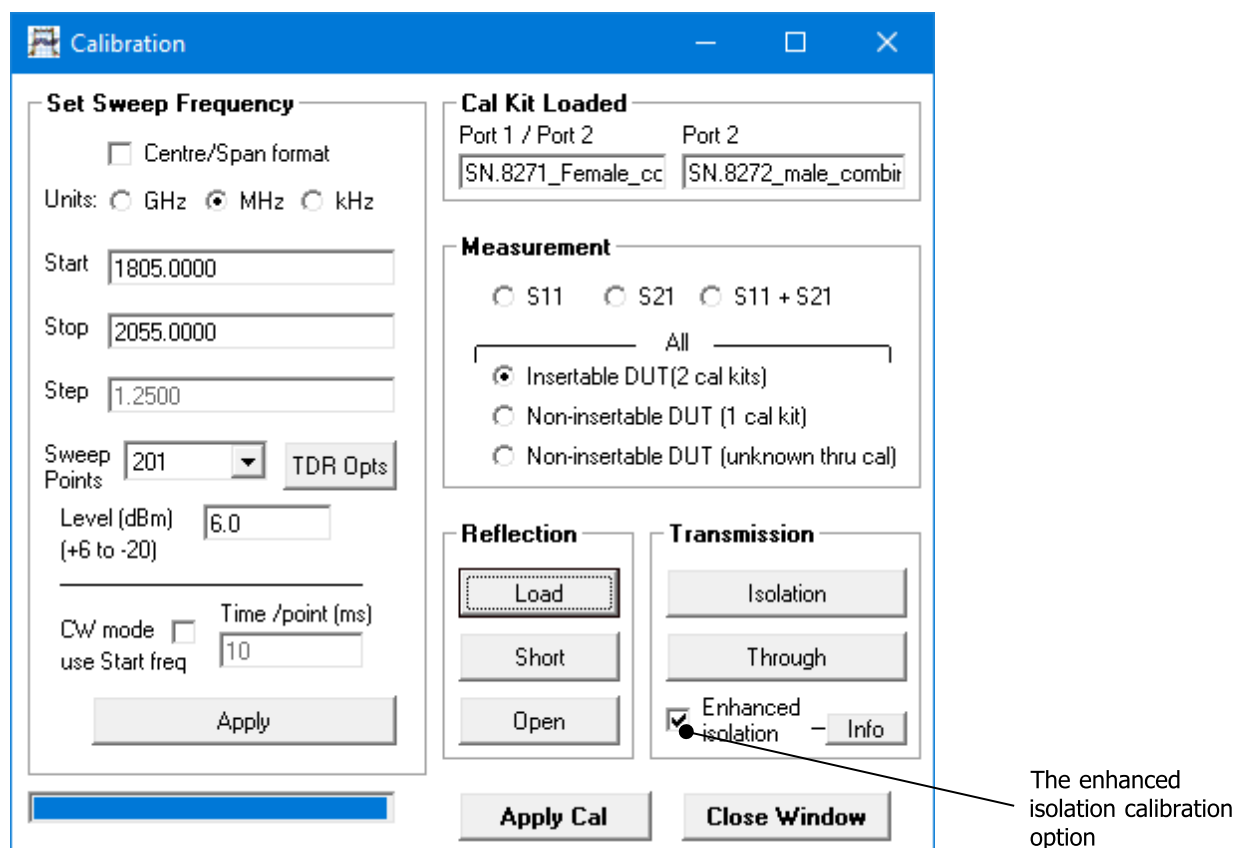 Calibration
Set Sweep Frequency
Centre/Span format
Units: GHz MHz kHz
Start 1805.0000
Stop 2055.0000
Step 1.2500
Sweep
Points
201
TDR Opts
Level (dBm)
(+6 to -20)
6.0
CW mode
use Start freq
Time /point (ms)
10
Apply
Cal Kit Loaded
Port 1 / Port 2
Port 2
SN.8271_Female_cc
SN.8272_male_combir
Measurement
S11 S21 S11 + S21
All
Insertable DUT(2 cal kits)
Non-insertable DUT (1 cal kit)
Non-insertable DUT (unknown thru cal)
Reflection
Load
Short
Open
Transmission
Isolation
Through
Enhanced
isolation
– Info
Apply Cal
Close Window
The enhanced
isolation calibration
option